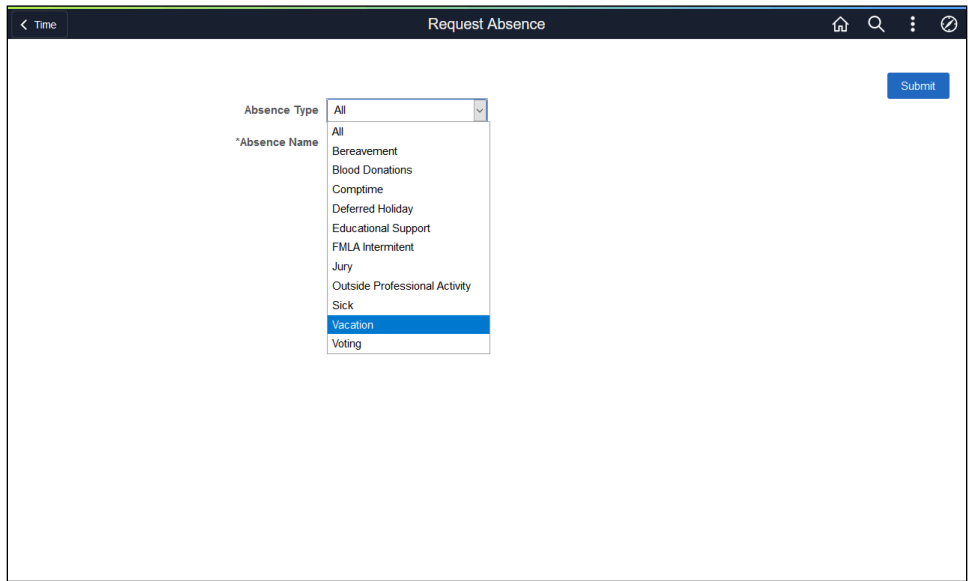 Time
Request Absence
Submit
Absence Type
All
*Absence Name
All
Bereavement
Blood Donations
Comptime
Deferred Holiday
Educational Support
FMLA Intermitent
Jury
Outside Professional Activity
Sick
Vacation
Voting